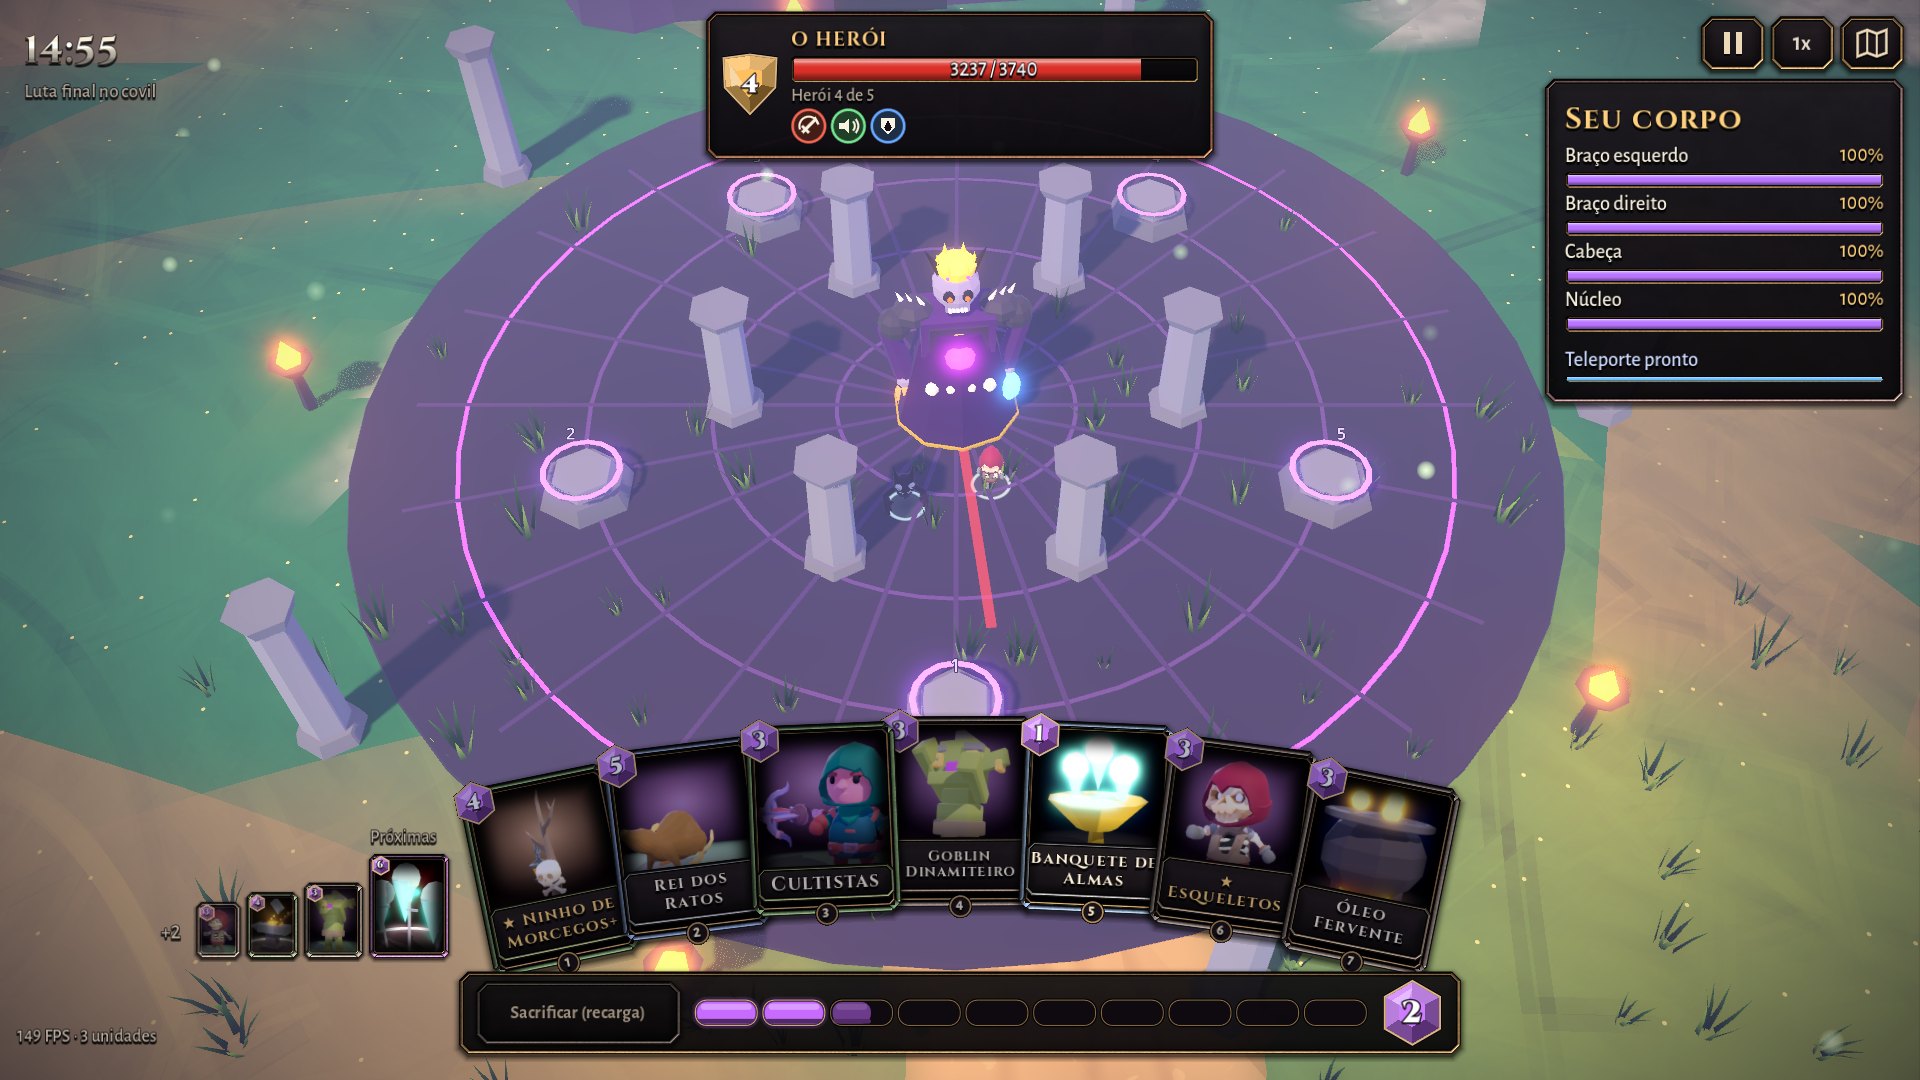 14:55
Luta final no covil
O HERÓI
4
3237/3740
Herói 4 de 5
1x
SEU CORPO
Braço esquerdo 100%
Braço direito 100%
Cabeça 100%
Núcleo 100%
Teleporte pronto
2
5
1
Próximas
+2
4
★ NINHO DE MORCEGOS+
1
5
REI DOS RATOS
2
3
CULTISTAS
3
3
GOBLIN DINAMITEIRO
4
1
BANQUETE DE ALMAS
5
3
★ ESQUELETOS
6
3
ÓLEO FERVENTE
7
Sacrificar (recarga)
2
149 FPS · 3 unidades